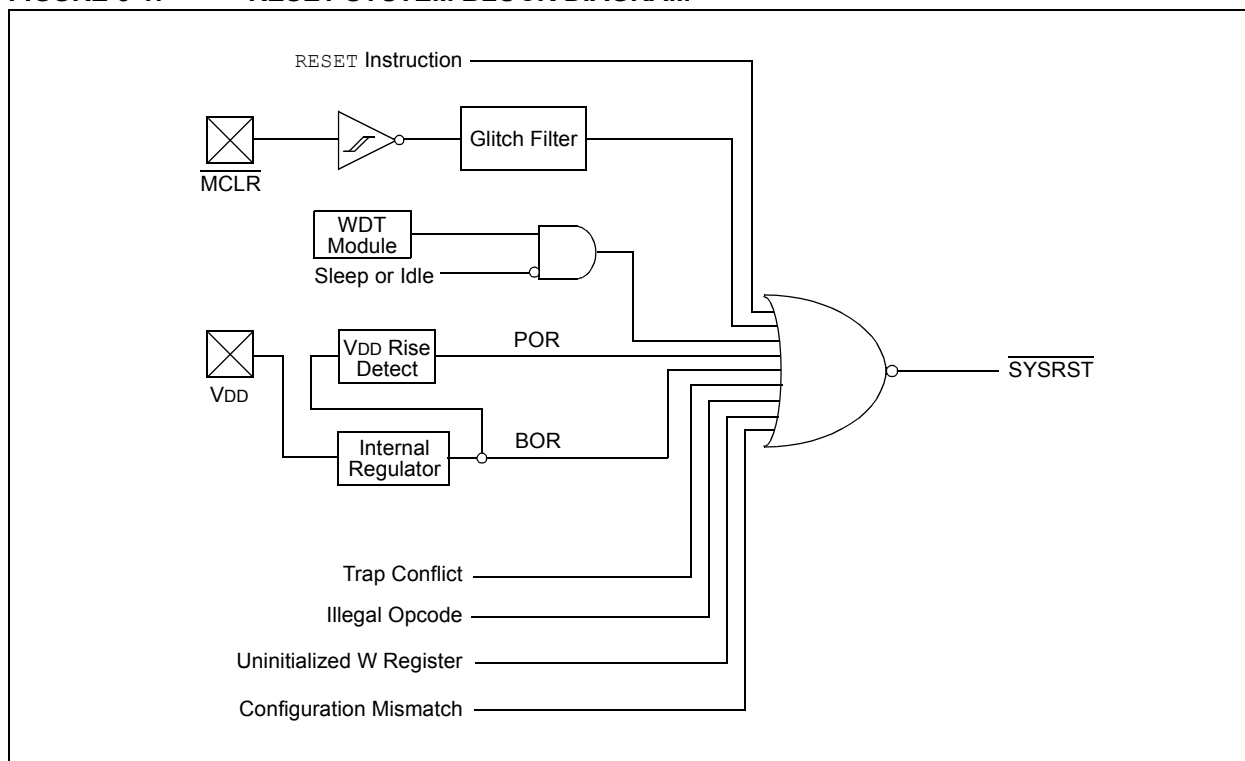 RESET Instruction
Glitch Filter
MCLR
WDT
Module
Sleep or Idle
VDD Rise
Detect
POR
VDD
SYSRST
Internal
Regulator
BOR
Trap Conflict
Illegal Opcode
Uninitialized W Register
Configuration Mismatch